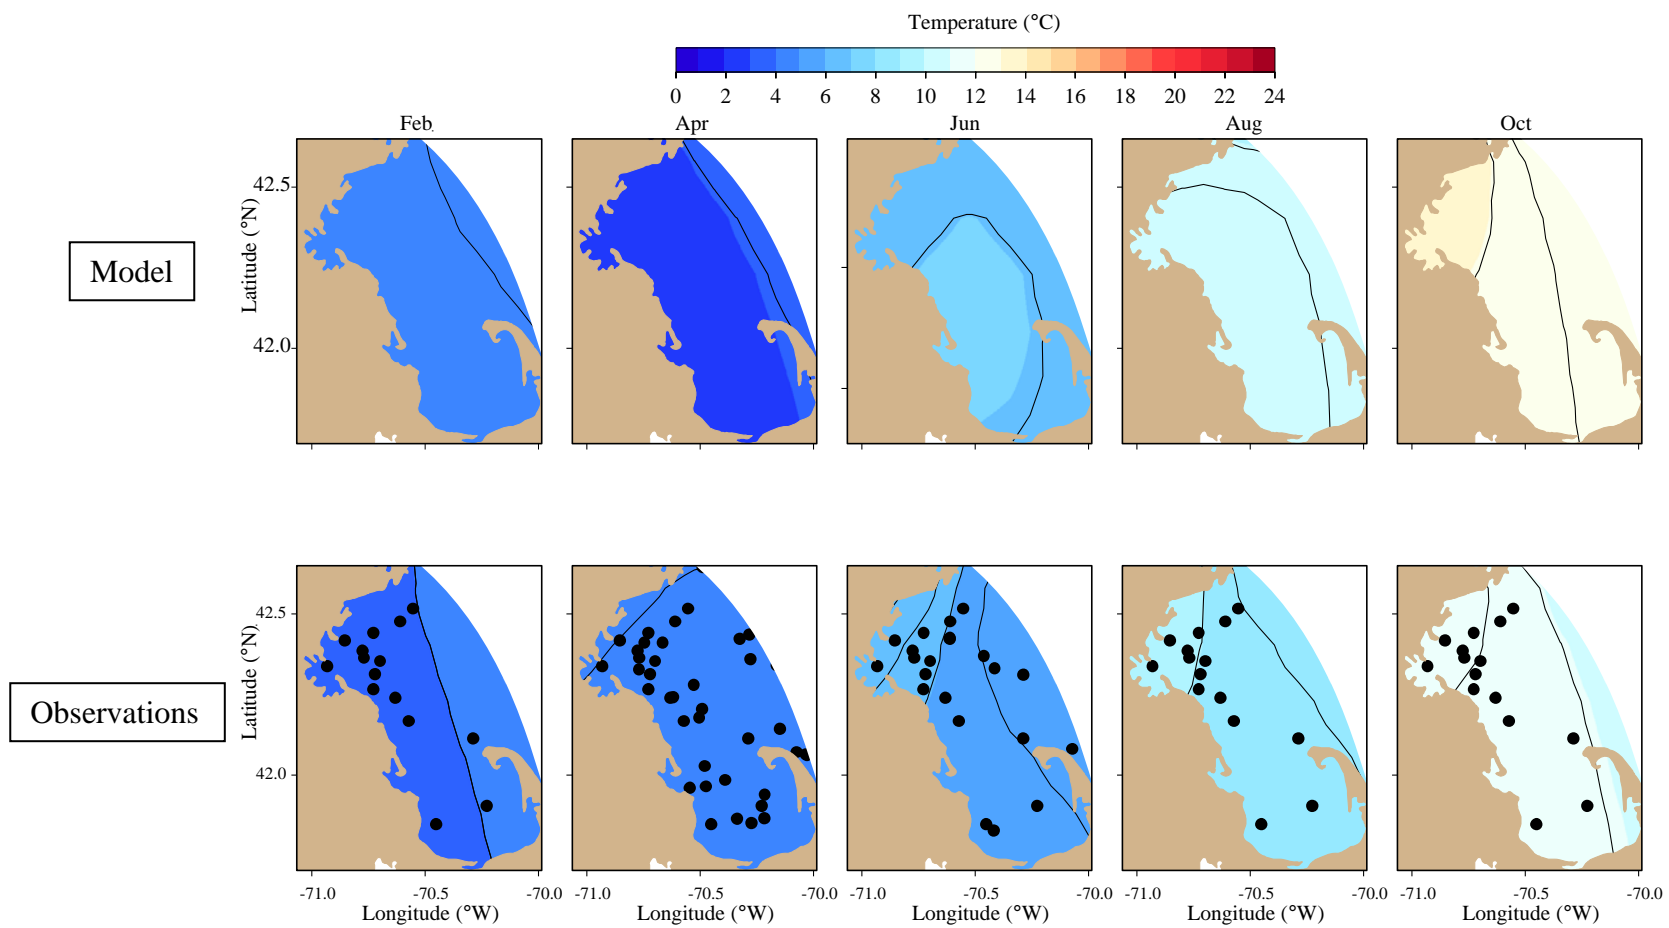 Temperature (°C)
0 2 4 6 8 10 12 14 16 18 20 22 24
Feb Apr Jun Aug Oct
Model
Latitude (°N)
42.5
42.0
Observations
Latitude (°N)
42.5
42.0
-71.0 -70.5 -70.0 -71.0 -70.5 -70.0 -71.0 -70.5 -70.0 -71.0 -70.5 -70.0 -71.0 -70.5 -70.0
Longitude (°W) Longitude (°W) Longitude (°W) Longitude (°W) Longitude (°W)